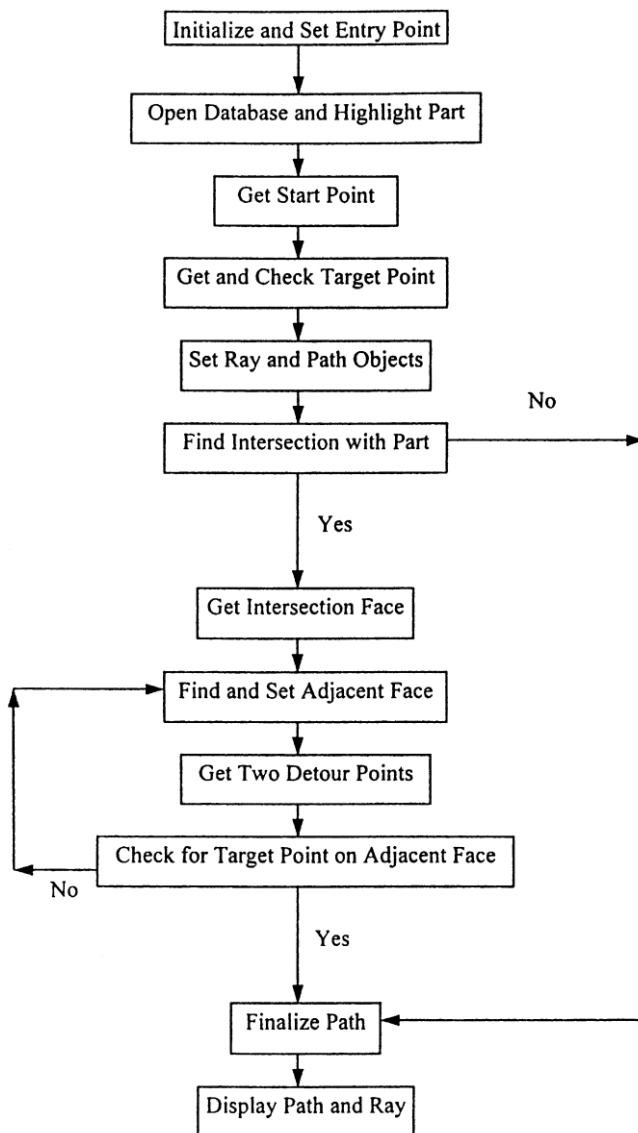 Initialize and Set Entry Point
Open Database and Highlight Part
Get Start Point
Get and Check Target Point
Set Ray and Path Objects
No
Find Intersection with Part
Yes
Get Intersection Face
Find and Set Adjacent Face
Get Two Detour Points
Check for Target Point on Adjacent Face
No
Yes
Finalize Path
Display Path and Ray